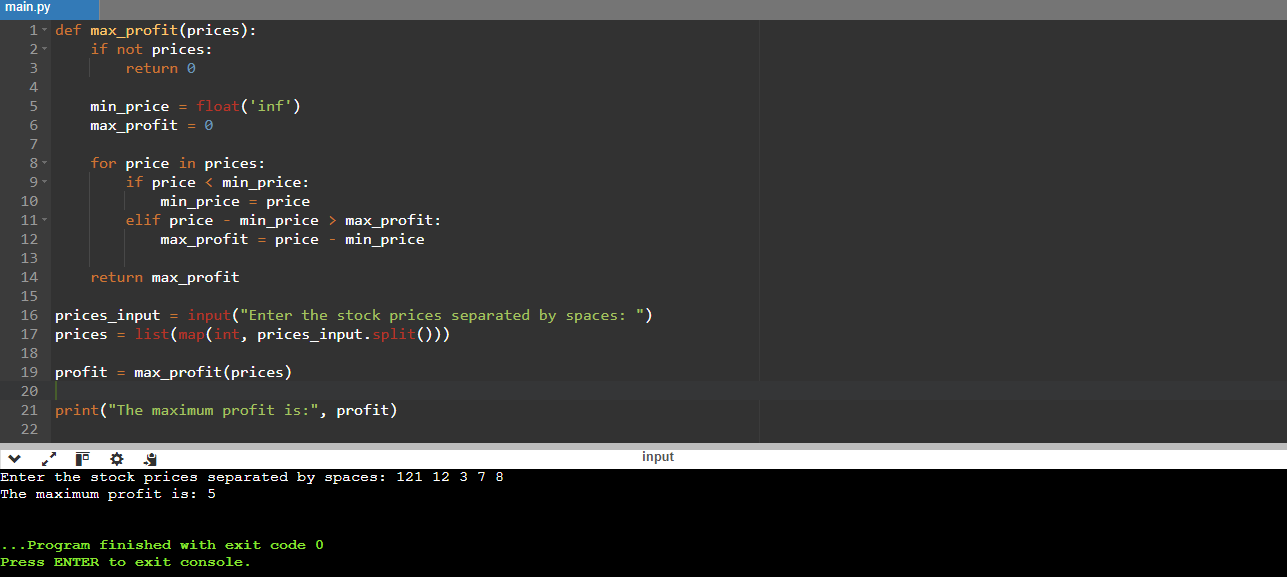 main.py
1 def max_profit(prices):
2     if not prices:
3         return 0
4
5     min_price = float('inf')
6     max_profit = 0
7
8     for price in prices:
9         if price < min_price:
10             min_price = price
11         elif price - min_price > max_profit:
12             max_profit = price - min_price
13
14     return max_profit
15
16 prices_input = input("Enter the stock prices separated by spaces: ")
17 prices = list(map(int, prices_input.split()))
18
19 profit = max_profit(prices)
20
21 print("The maximum profit is:", profit)
22
input
Enter the stock prices separated by spaces: 121 12 3 7 8
The maximum profit is: 5
...Program finished with exit code 0
Press ENTER to exit console.